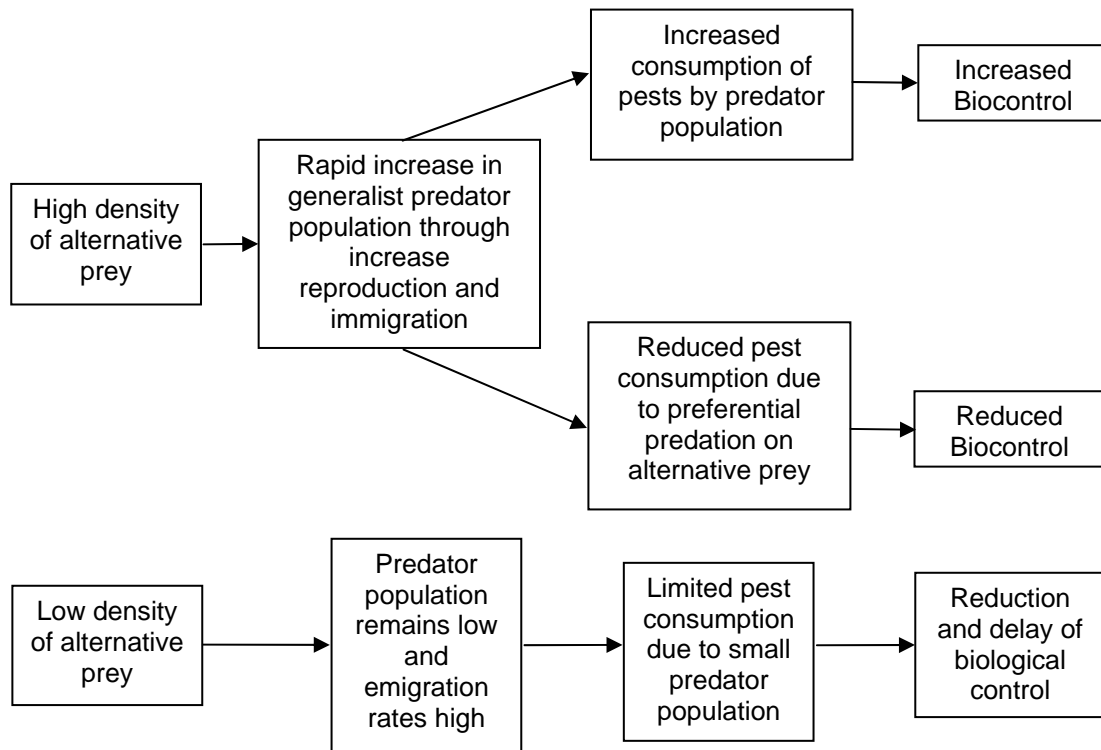 High density
of alternative
prey
Rapid increase in
generalist predator
population through
increase
reproduction and
immigration
Increased
consumption of
pests by predator
population
Increased
Biocontrol
Reduced pest
consumption due
to preferential
predation on
alternative prey
Reduced
Biocontrol
Low density
of alternative
prey
Predator
population
remains low
and
emigration
rates high
Limited pest
consumption
due to small
predator
population
Reduction
and delay of
biological
control